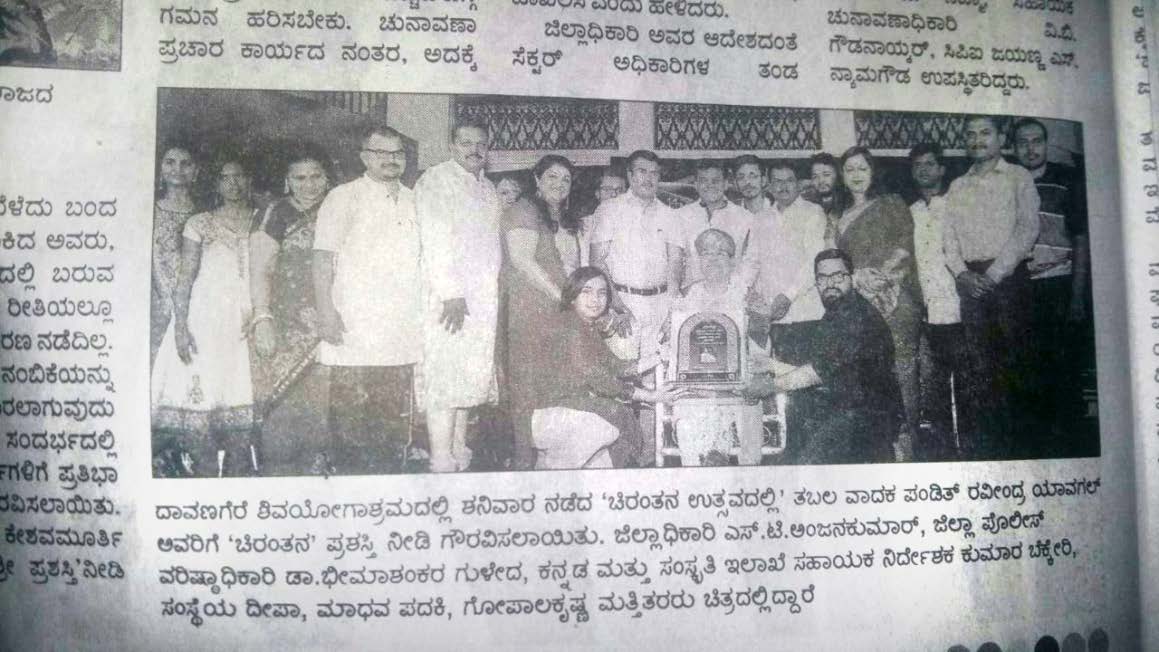 ಗಮನ ಹರಿಸಬೇಕು. ಚುನಾವಣಾ
ಪ್ರಚಾರ ಕಾರ್ಯದ ನಂತರ, ಅದಕ್ಕೆ
ಎಂದು ಹೇಳಿದರು.
ಜಿಲ್ಲಾಧಿಕಾರಿ ಅವರ ಆದೇಶದಂತೆ
ಸೆಕ್ಟರ್ ಅಧಿಕಾರಿಗಳ ತಂಡ
ಸಹಾಯಕ
ಚುನಾವಣಾಧಿಕಾರಿ ವಿ.ಬಿ.
ಗೌಡನಾಯ್ಕರ್, ಸಿಪಿಐ ಜಯಣ್ಣ ಎಸ್.
ನ್ಯಾಮಗೌಡ ಉಪಸ್ಥಿತರಿದ್ದರು.
ಾಜದ
ಬೆಳೆದು ಬಂದ
ಕಿದ ಅವರು,
ದಲ್ಲಿ ಬರುವ
ರೀತಿಯಲ್ಲೂ
ರಣ ನಡೆದಿಲ್ಲ.
ನಂಬಿಕೆಯನ್ನು
ರಲಾಗುವುದು
ಸಂದರ್ಭದಲ್ಲಿ
ಗಳಿಗೆ ಪ್ರತಿಭಾ
ರವಿಸಲಾಯಿತು.
ಕೇಶವಮೂರ್ತಿ
ಶ್ರೀ ಪ್ರಶಸ್ತಿ'ನೀಡಿ
ದಾವಣಗೆರೆ ಶಿವಯೋಗಾಶ್ರಮದಲ್ಲಿ ಶನಿವಾರ ನಡೆದ 'ಚಿರಂತನ ಉತ್ಸವದಲ್ಲಿ' ತಬಲ ವಾದಕ ಪಂಡಿತ್ ರವೀಂದ್ರ ಯಾವಗಲ್
ಅವರಿಗೆ 'ಚಿರಂತನ' ಪ್ರಶಸ್ತಿ ನೀಡಿ ಗೌರವಿಸಲಾಯಿತು. ಜಿಲ್ಲಾಧಿಕಾರಿ ಎಸ್.ಟಿ.ಅಂಜನಕುಮಾರ್, ಜಿಲ್ಲಾ ಪೊಲೀಸ್
ವರಿಷ್ಠಾಧಿಕಾರಿ ಡಾ.ಭೀಮಾಶಂಕರ ಗುಳೇದ, ಕನ್ನಡ ಮತ್ತು ಸಂಸ್ಕೃತಿ ಇಲಾಖೆ ಸಹಾಯಕ ನಿರ್ದೇಶಕ ಕುಮಾರ ಬೆಕ್ಕೇರಿ,
ಸಂಸ್ಥೆಯ ದೀಪಾ, ಮಾಧವ ಪದಕಿ, ಗೋಪಾಲಕೃಷ್ಣ ಮತ್ತಿತರರು ಚಿತ್ರದಲ್ಲಿದ್ದಾರೆ